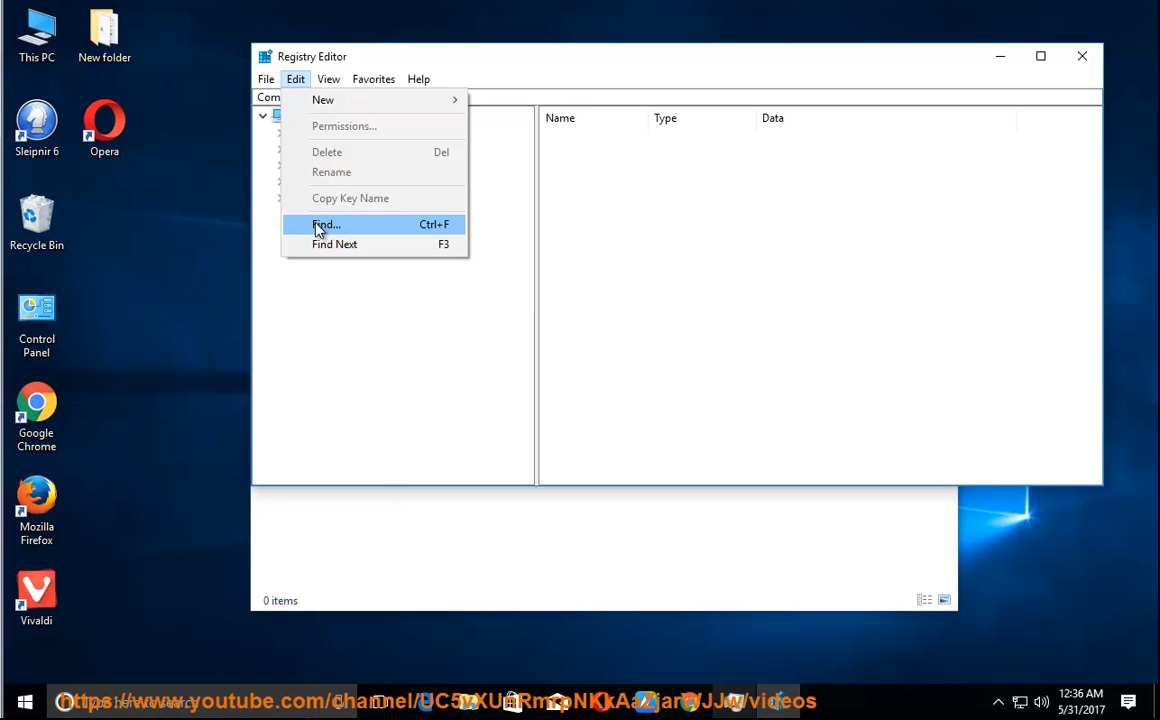 This PC
New folder
Sleipnir 6
Opera
Recycle Bin
Control
Panel
Google
Chrome
Mozilla
Firefox
Vivaldi
Registry Editor
File Edit View Favorites Help
Com
New
Permissions...
Delete Del
Rename
Copy Key Name
Find... Ctrl+F
Find Next F3
Name Type Data
0 items
12:36 AM
5/31/2017